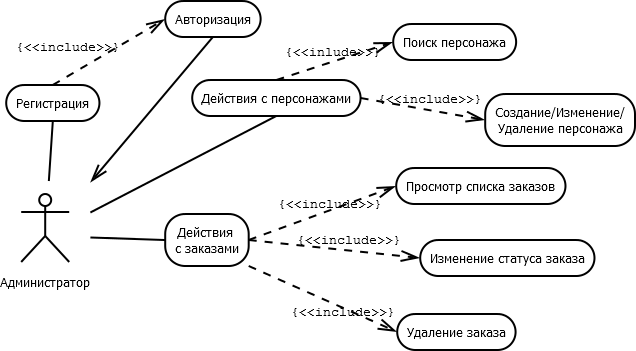 Авторизация
{<<include>>}
Регистрация
{<<inlude>>}
Поиск персонажа
Действия с персонажами
{<<include>>}
Создание/Изменение/
Удаление персонажа
Администратор
Действия
с заказами
{<<include>>}
Просмотр списка заказов
{<<include>>}
Изменение статуса заказа
{<<include>>}
Удаление заказа